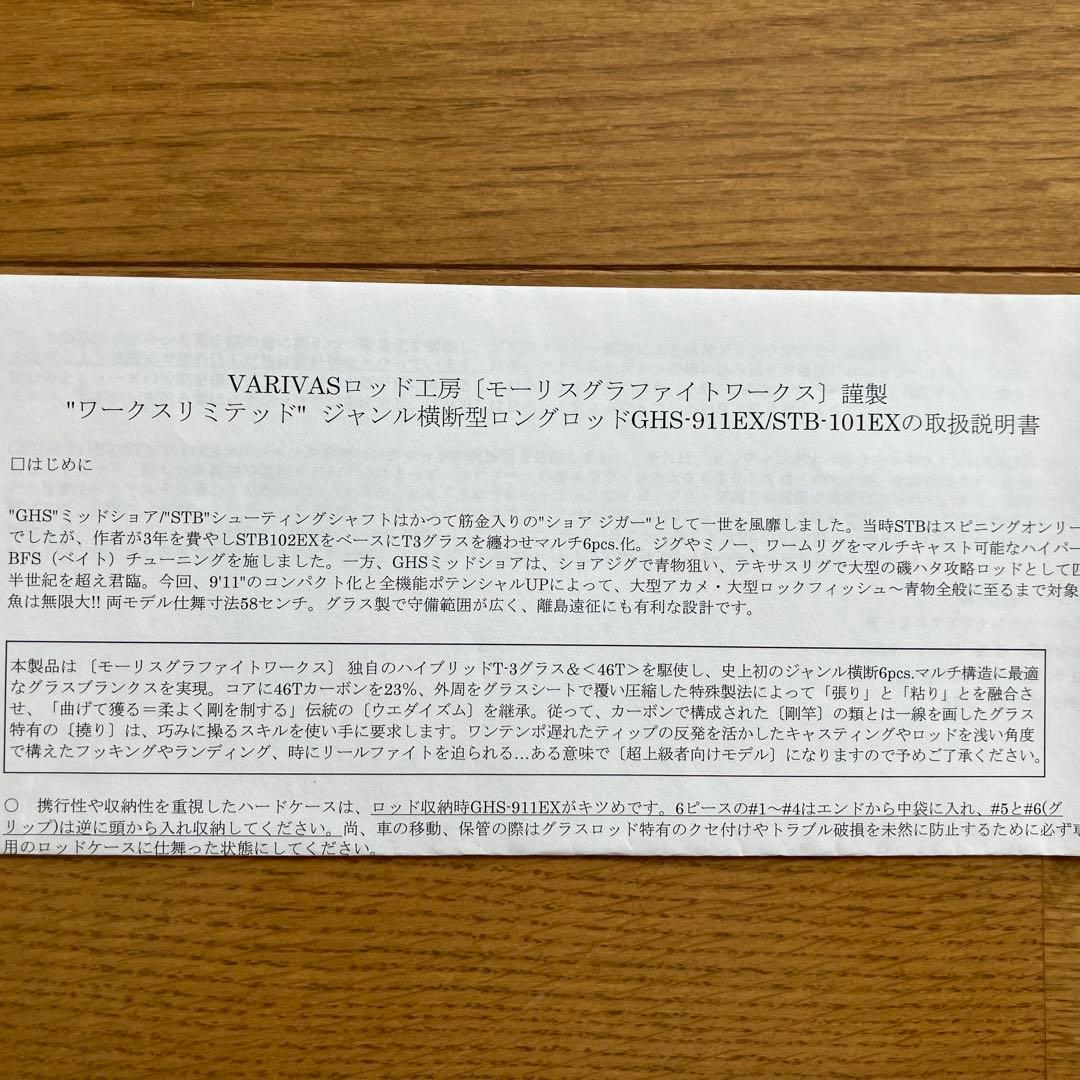 VARIVASロッド工房〔モーリスグラファイトワークス〕謹製
"ワークスリミテッド" ジャンル横断型ロングロッドGHS-911EX/STB-101EXの取扱説明書
□はじめに
"GHS"ミッドショア/"STB"シューティングシャフトはかつて筋金入りの"ショア ジガー"として一世を風靡しました。当時STBはスピニングオンリー
でしたが、作者が3年を費やしSTB102EXをベースにT3グラスを纏わせマルチ6pcs.化。ジグやミノー、ワームリグをマルチキャスト可能なハイパー
BFS（ベイト）チューニングを施しました。一方、GHSミッドショアは、ショアジグで青物狙い、テキサスリグで大型の磯ハタ攻略ロッドとして
半世紀を超え君臨。今回、9'11"のコンパクト化と全機能ポテンシャルUPによって、大型アカメ・大型ロックフィッシュ～青物全般に至るまで対象
魚は無限大!! 両モデル仕舞寸法58センチ。グラス製で守備範囲が広く、離島遠征にも有利な設計です。
本製品は〔モーリスグラファイトワークス〕独自のハイブリッドT-3グラス＆＜46T＞を駆使し、史上初のジャンル横断6pcs.マルチ構造に最適
なグラスブランクスを実現。コアに46Tカーボンを23%、外周をグラスシートで覆い圧縮した特殊製法によって「張り」と「粘り」とを融合さ
せ、「曲げて獲る＝柔よく剛を制する」伝統の〔ウエダイズム〕を継承。従って、カーボンで構成された〔剛竿〕の類とは一線を画したグラス
特有の〔撓り〕は、巧みに操るスキルを使い手に要求します。ワンテンポ遅れたティップの反発を活かしたキャスティングやロッドを浅い角度
で構えたフッキングやランディング、時にリールファイトを迫られる…ある意味で〔超上級者向けモデル〕になりますので予めご了承ください。
○ 携行性や収納性を重視したハードケースは、ロッド収納時GHS-911EXがキツめです。6ピースの#1～#4はエンドから中袋に入れ、#5と#6(グ
リップ)は逆に頭から入れ収納してください。尚、車の移動、保管の際はグラスロッド特有のクセ付けやトラブル破損を未然に防止するために必ず
用のロッドケースに仕舞った状態にしてください。